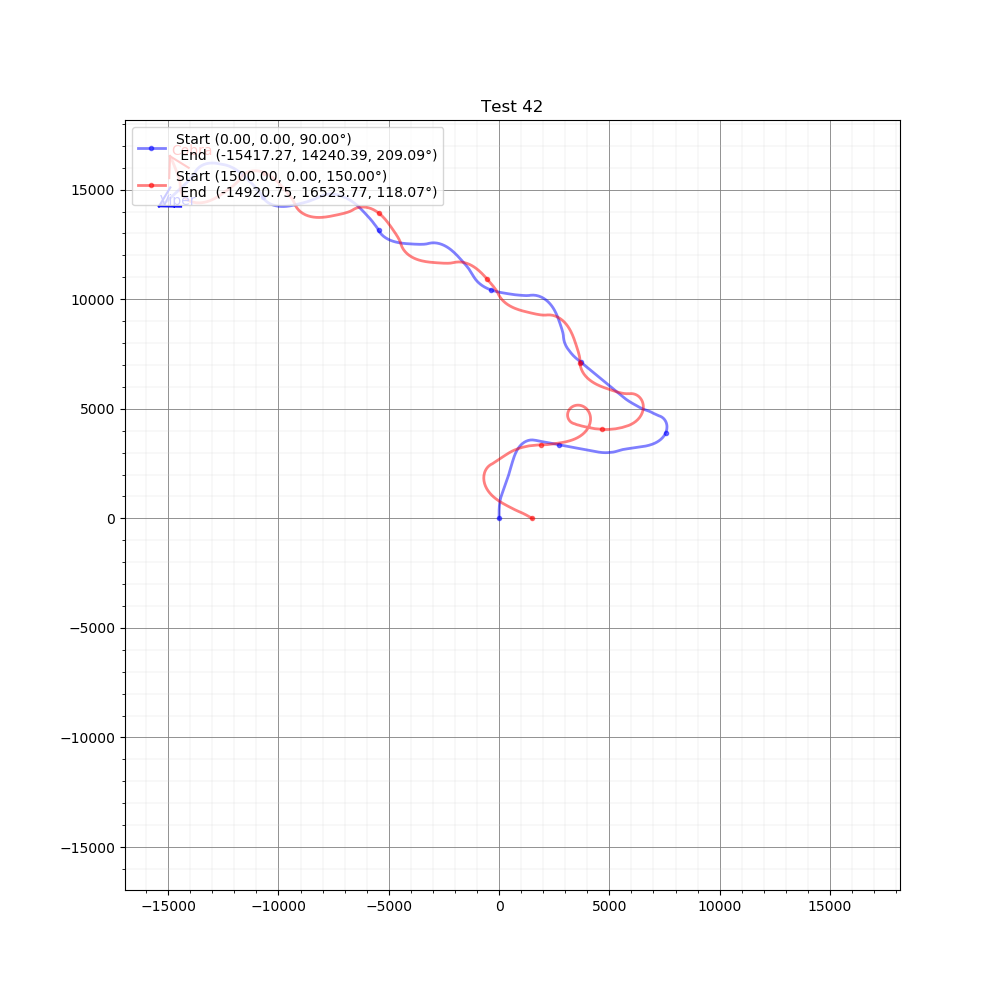 Test 42
Start (0.00, 0.00, 90.00°)
End  (-15417.27, 14240.39, 209.09°)
Start (1500.00, 0.00, 150.00°)
End  (-14920.75, 16523.77, 118.07°)
15000
10000
5000
0
−5000
−10000
−15000
−15000 −10000 −5000 0 5000 10000 15000